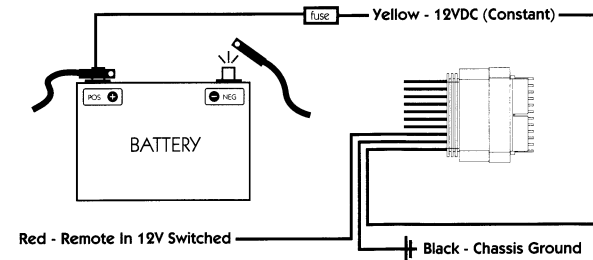 fuse
Yellow - 12VDC (Constant)
POS +
- NEG
BATTERY
Red - Remote In 12V Switched
Black - Chassis Ground